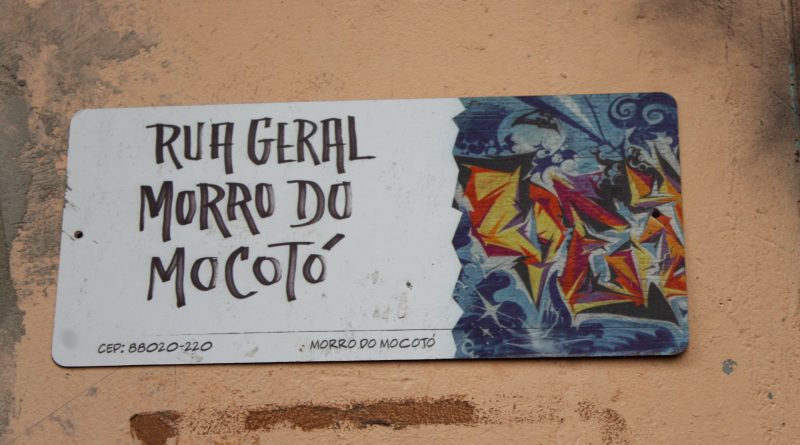 RUA GERAL
MORRO DO
MOCOTÓ
CEP: 88020-220 MORRO DO MOCOTÓ